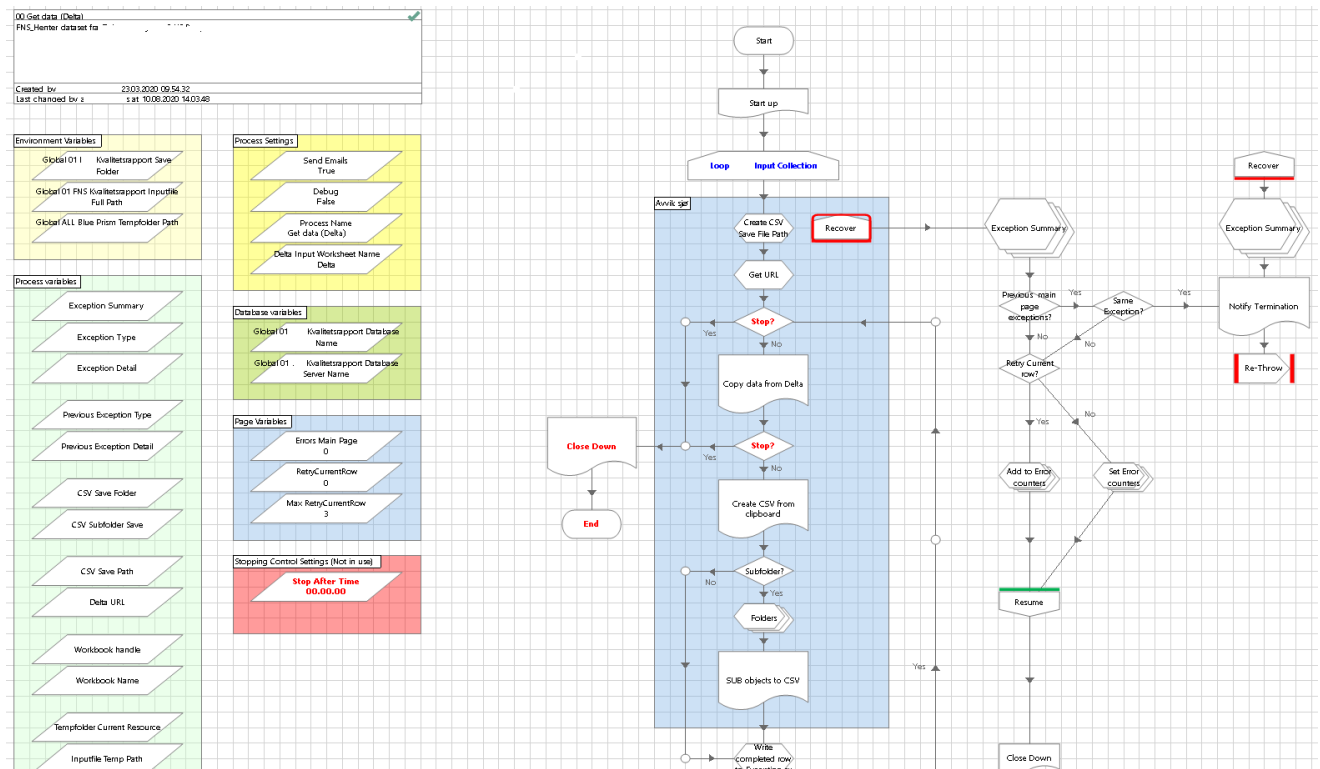 00 Get data (Delta)
FNS_Henter dataset fra
Created by 23.03.2020 09.54.32
Last changed by a s at 10.08.2020 14.03.48
Environment Variables
Global 01 Kvalitetsrapport Save
Folder
Global 01 FNS Kvalitetsrapport Inputfile
Full Path
Global ALL Blue Prism Tempfolder Path
Process variables
Exception Summary
Exception Type
Exception Detail
Previous Exception Type
Previous Exception Detail
CSV Save Folder
CSV Subfolder Save
CSV Save Path
Delta URL
Workbook handle
Workbook Name
Tempfolder Current Resource
Inputfile Temp Path
Process Settings
Send Emails
True
Debug
False
Process Name
Get data (Delta)
Delta Input Worksheet Name
Delta
Database variables
Global 01 Kvalitetsrapport Database
Name
Global 01 . Kvalitetsrapport Database
Server Name
Page Variables
Errors Main Page
0
RetryCurrentRow
0
Max RetryCurrentRow
3
Stopping Control Settings (Not in use)
Stop After Time
00.00.00
Start
Start up
Loop Input Collection
Avvik sjø
Create CSV
Save File Path
Recover
Get URL
Stop?
Yes
No
Copy data from Delta
Stop?
Yes
No
Close Down
End
Create CSV from
clipboard
Subfolder?
No
Yes
Folders
SUB objects to CSV
Write
completed row
Yes
Exception Summary
Previous main
page
exceptions?
Yes
No
Same
Exception?
Yes
No
Retry Current
row?
Yes
No
Add to Error
counters
Set Error
counters
Resume
Close Down
Recover
Exception Summary
Notify Termination
Re-Throw